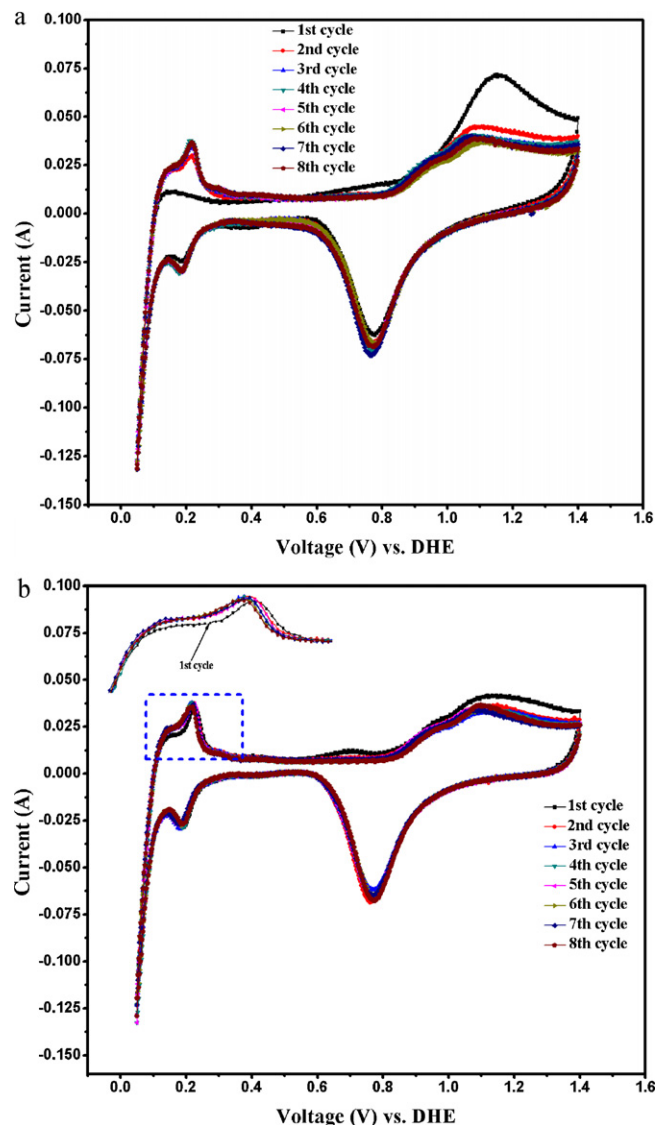 a
0.100
0.075
0.050
0.025
0.000
-0.025
-0.050
-0.075
-0.100
-0.125
-0.150
Current (A)
1st cycle
2nd cycle
3rd cycle
4th cycle
5th cycle
6th cycle
7th cycle
8th cycle
0.0 0.2 0.4 0.6 0.8 1.0 1.2 1.4 1.6
Voltage (V) vs. DHE
b
0.100
0.075
0.050
0.025
0.000
-0.025
-0.050
-0.075
-0.100
-0.125
-0.150
Current (A)
1st cycle
1st cycle
2nd cycle
3rd cycle
4th cycle
5th cycle
6th cycle
7th cycle
8th cycle
0.0 0.2 0.4 0.6 0.8 1.0 1.2 1.4 1.6
Voltage (V) vs. DHE